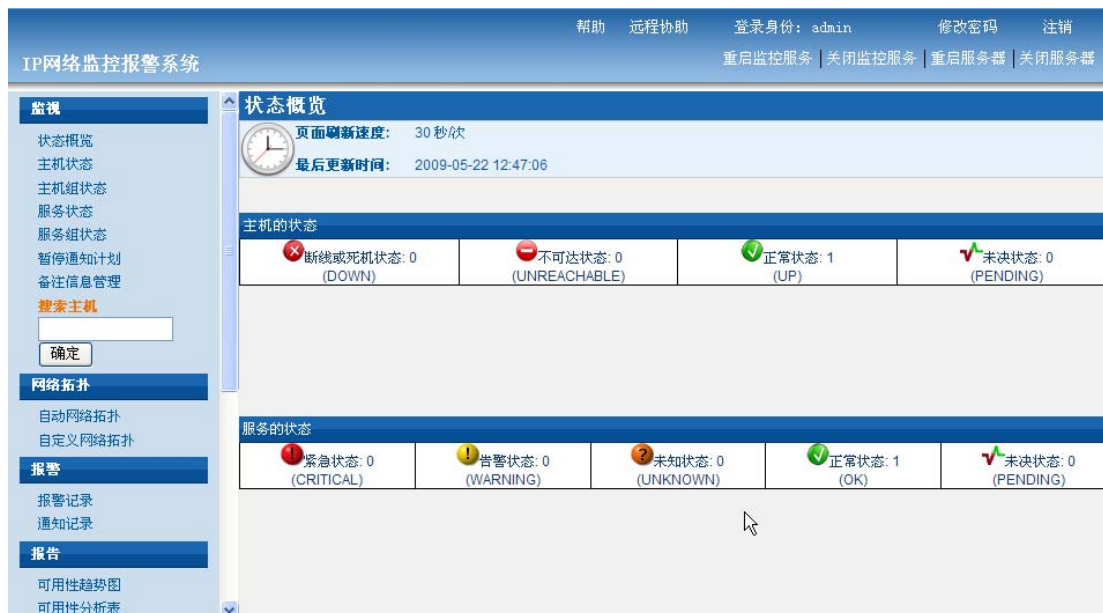 帮助 远程协助 登录身份: admin 修改密码 注销
IP网络监控报警系统
重启监控服务 | 关闭监控服务 | 重启服务器 | 关闭服务器
监视
状态概览
主机状态
主机组状态
服务状态
服务组状态
暂停通知计划
备注信息管理
搜索主机
确定
网络拓扑
自动网络拓扑
自定义网络拓扑
报警
报警记录
通知记录
报告
可用性趋势图
可用性分析表
状态概览
页面刷新速度: 30 秒/次
最后更新时间: 2009-05-22 12:47:06
主机的状态
断线或死机状态: 0
(DOWN)
不可达状态: 0
(UNREACHABLE)
正常状态: 1
(UP)
未决状态: 0
(PENDING)
服务的状态
紧急状态: 0
(CRITICAL)
告警状态: 0
(WARNING)
未知状态: 0
(UNKNOWN)
正常状态: 1
(OK)
未决状态: 0
(PENDING)